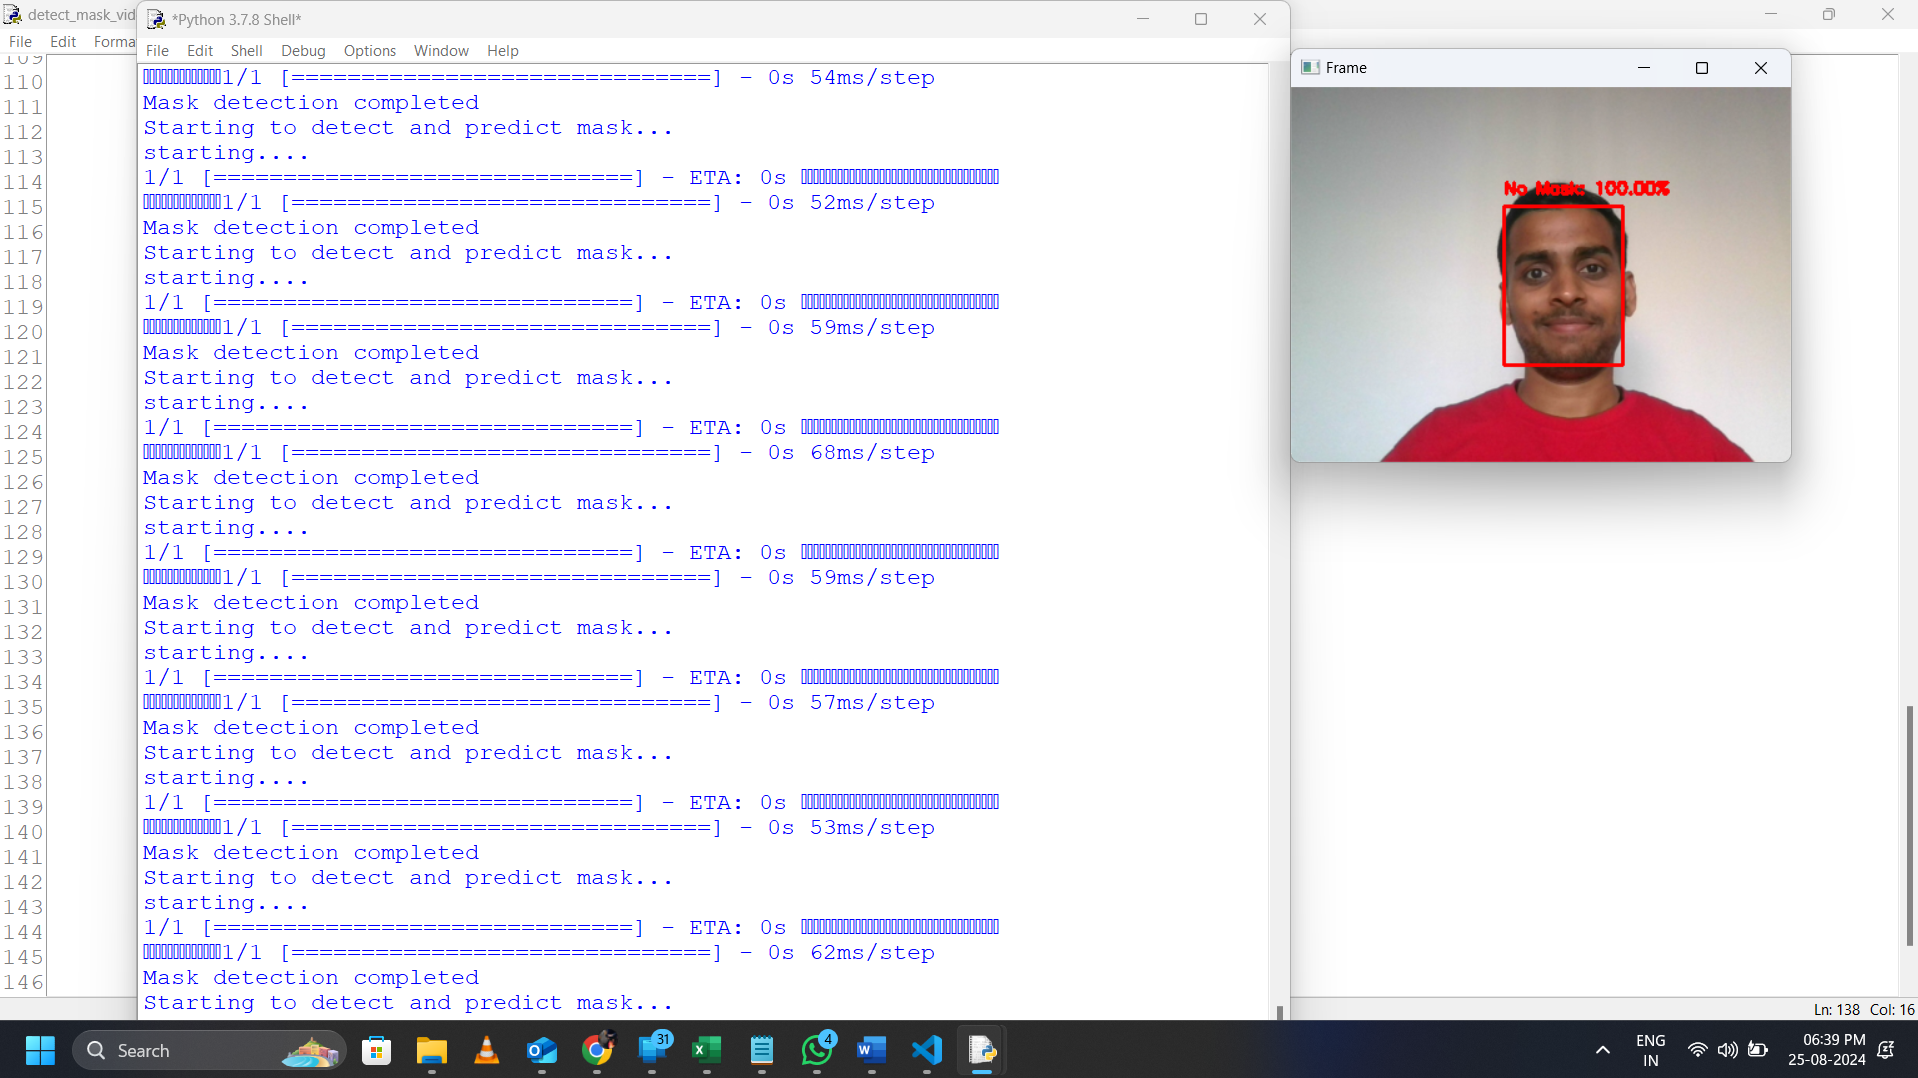 detect_mask_vid
File Edit Forma
*Python 3.7.8 Shell*
File Edit Shell Debug Options Window Help
109
110
111
112
113
114
115
116
117
118
119
120
121
122
123
124
125
126
127
128
129
130
131
132
133
134
135
136
137
138
139
140
141
142
143
144
145
146
1/1 [==============================] - 0s 54ms/step
Mask detection completed
Starting to detect and predict mask...
starting....
1/1 [==============================] - ETA: 0s
1/1 [==============================] - 0s 52ms/step
Mask detection completed
Starting to detect and predict mask...
starting....
1/1 [==============================] - ETA: 0s
1/1 [==============================] - 0s 59ms/step
Mask detection completed
Starting to detect and predict mask...
starting....
1/1 [==============================] - ETA: 0s
1/1 [==============================] - 0s 68ms/step
Mask detection completed
Starting to detect and predict mask...
starting....
1/1 [==============================] - ETA: 0s
1/1 [==============================] - 0s 59ms/step
Mask detection completed
Starting to detect and predict mask...
starting....
1/1 [==============================] - ETA: 0s
1/1 [==============================] - 0s 57ms/step
Mask detection completed
Starting to detect and predict mask...
starting....
1/1 [==============================] - ETA: 0s
1/1 [==============================] - 0s 53ms/step
Mask detection completed
Starting to detect and predict mask...
starting....
1/1 [==============================] - ETA: 0s
1/1 [==============================] - 0s 62ms/step
Mask detection completed
Starting to detect and predict mask...
Frame
No Mask: 100.00%
Ln: 138 Col: 16
Search
31
4
ENG
IN
06:39 PM
25-08-2024